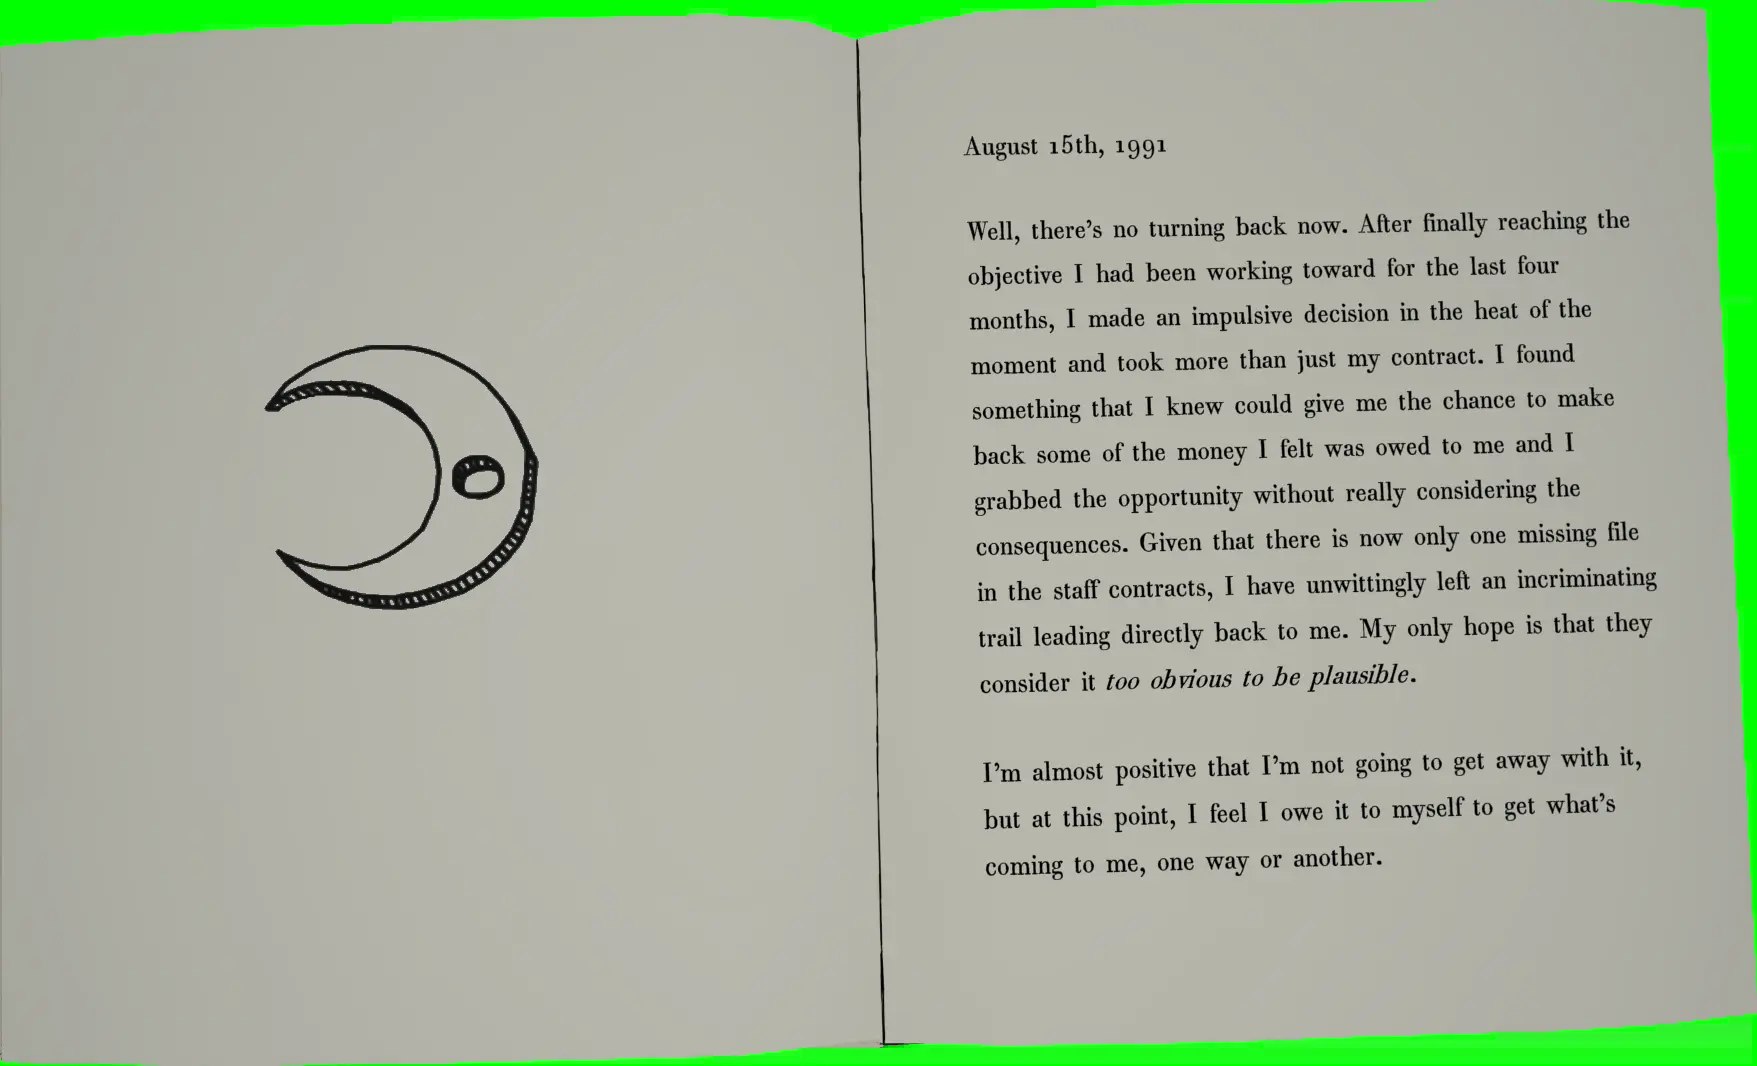 August 15th, 1991
Well, there's no turning back now. After finally reaching the
objective I had been working toward for the last four
months, I made an impulsive decision in the heat of the
moment and took more than just my contract. I found
something that I knew could give me the chance to make
back some of the money I felt was owed to me and I
grabbed the opportunity without really considering the
consequences. Given that there is now only one missing file
in the staff contracts, I have unwittingly left an incriminating
trail leading directly back to me. My only hope is that they
consider it too obvious to be plausible.
I'm almost positive that I'm not going to get away with it,
but at this point, I feel I owe it to myself to get what's
coming to me, one way or another.